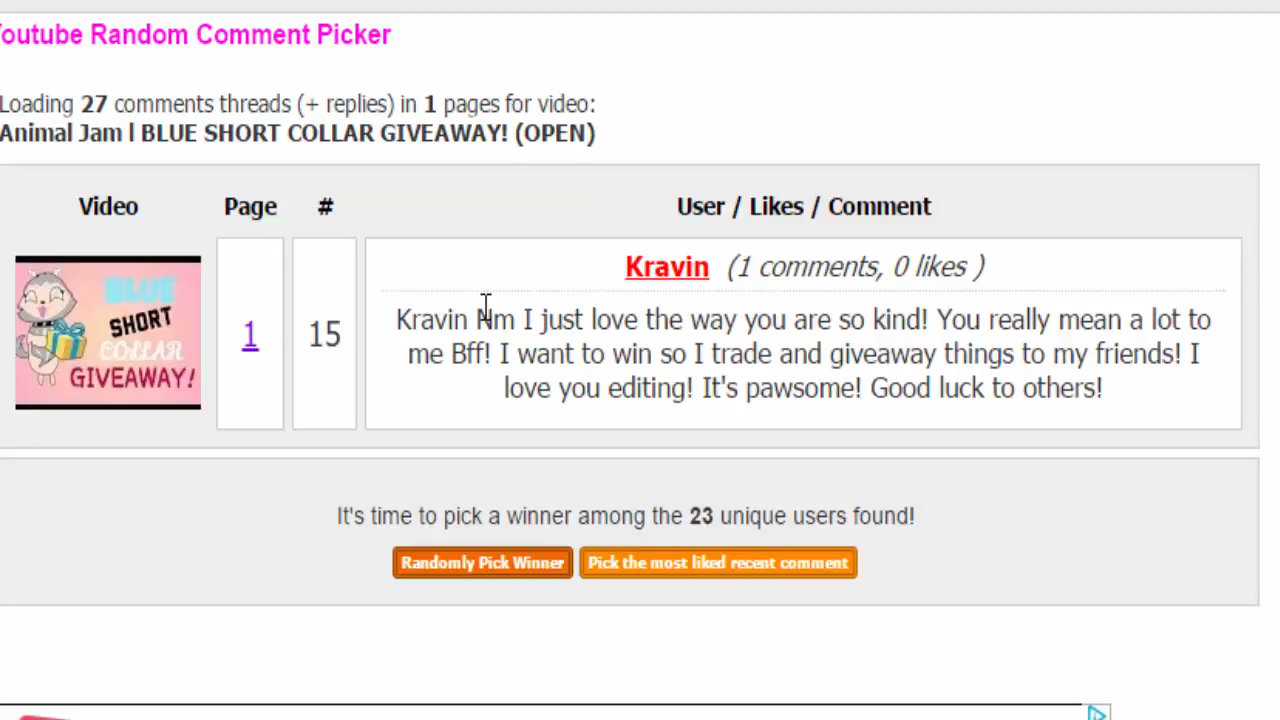 Youtube Random Comment Picker
Loading 27 comments threads (+ replies) in 1 pages for video:
Animal Jam l BLUE SHORT COLLAR GIVEAWAY! (OPEN)
Video Page # User / Likes / Comment
BLUE
SHORT
COLLAR
GIVEAWAY!
1
15
Kravin (1 comments, 0 likes )
Kravin Nm I just love the way you are so kind! You really mean a lot to
me Bff! I want to win so I trade and giveaway things to my friends! I
love you editing! It's pawsome! Good luck to others!
It's time to pick a winner among the 23 unique users found!
Randomly Pick Winner Pick the most liked recent comment